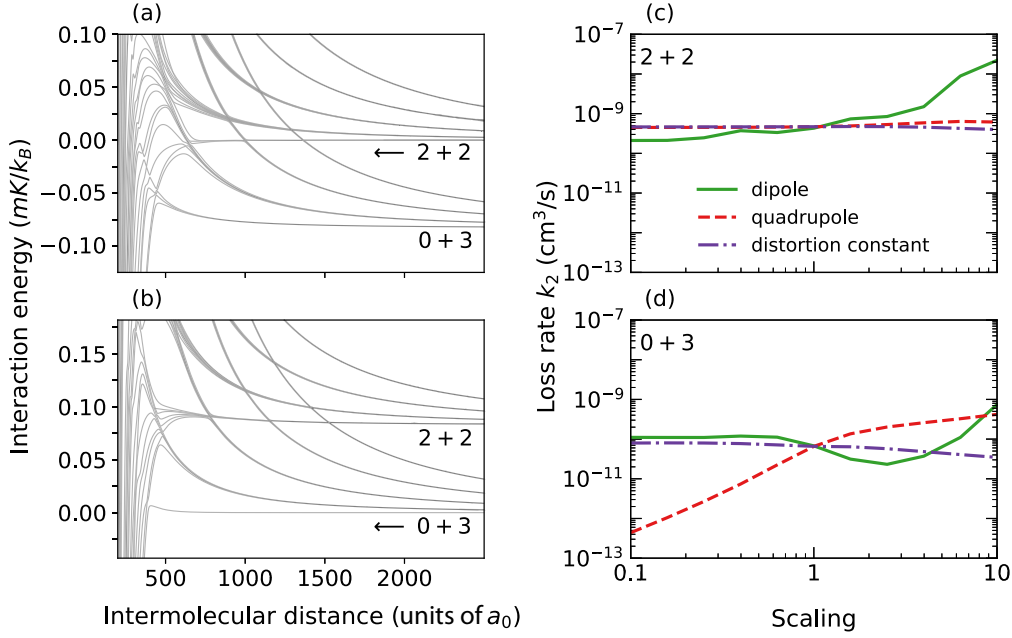 (a)
0.10
0.05
0.00
−0.05
−0.10
← 2 + 2
0 + 3
Interaction energy (mK/k_B)
(b)
0.15
0.10
0.05
0.00
2 + 2
← 0 + 3
500 1000 1500 2000
Intermolecular distance (units of a_0)
(c)
10^{-7}
10^{-9}
10^{-11}
10^{-13}
2 + 2
dipole
quadrupole
distortion constant
Loss rate k_2 (cm^3/s)
(d)
10^{-7}
10^{-9}
10^{-11}
10^{-13}
0 + 3
0.1 1 10
Scaling